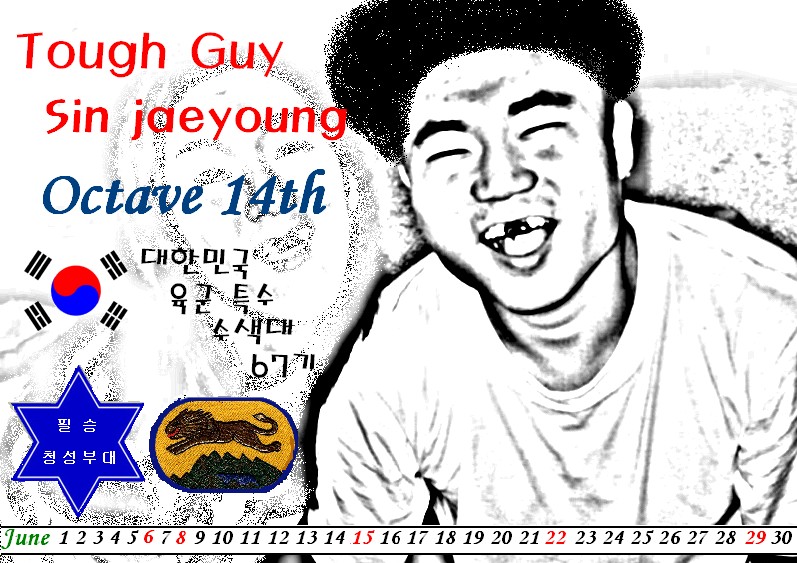 Tough Guy
Sin jaeyoung
Octave 14th
대한민국
육군 특수
수색대
67기
필 승
청성부대
June 1 2 3 4 5 6 7 8 9 10 11 12 13 14 15 16 17 18 19 20 21 22 23 24 25 26 27 28 29 30